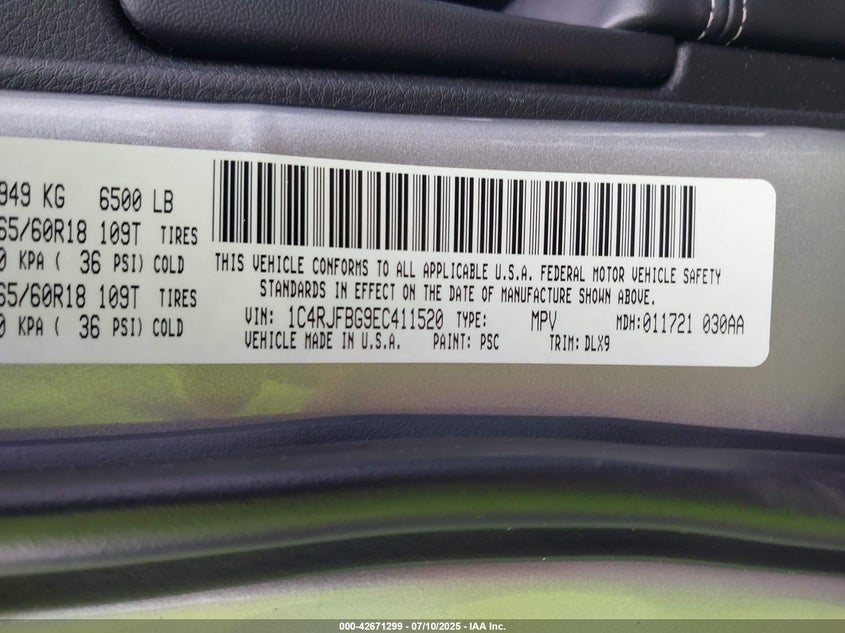 949 KG 6500 LB
65/60R18 109T TIRES
0 KPA ( 36 PSI) COLD
65/60R18 109T TIRES
0 KPA ( 36 PSI) COLD
THIS VEHICLE CONFORMS TO ALL APPLICABLE U.S.A. FEDERAL MOTOR VEHICLE SAFETY
STANDARDS IN EFFECT ON THE DATE OF MANUFACTURE SHOWN ABOVE.
VIN: 1C4RJFBG9EC411520 TYPE: MPV MDH:011721 030AA
VEHICLE MADE IN U.S.A. PAINT: PSC TRIM: DLX9
000-42671299 - 07/10/2025 - IAA Inc.